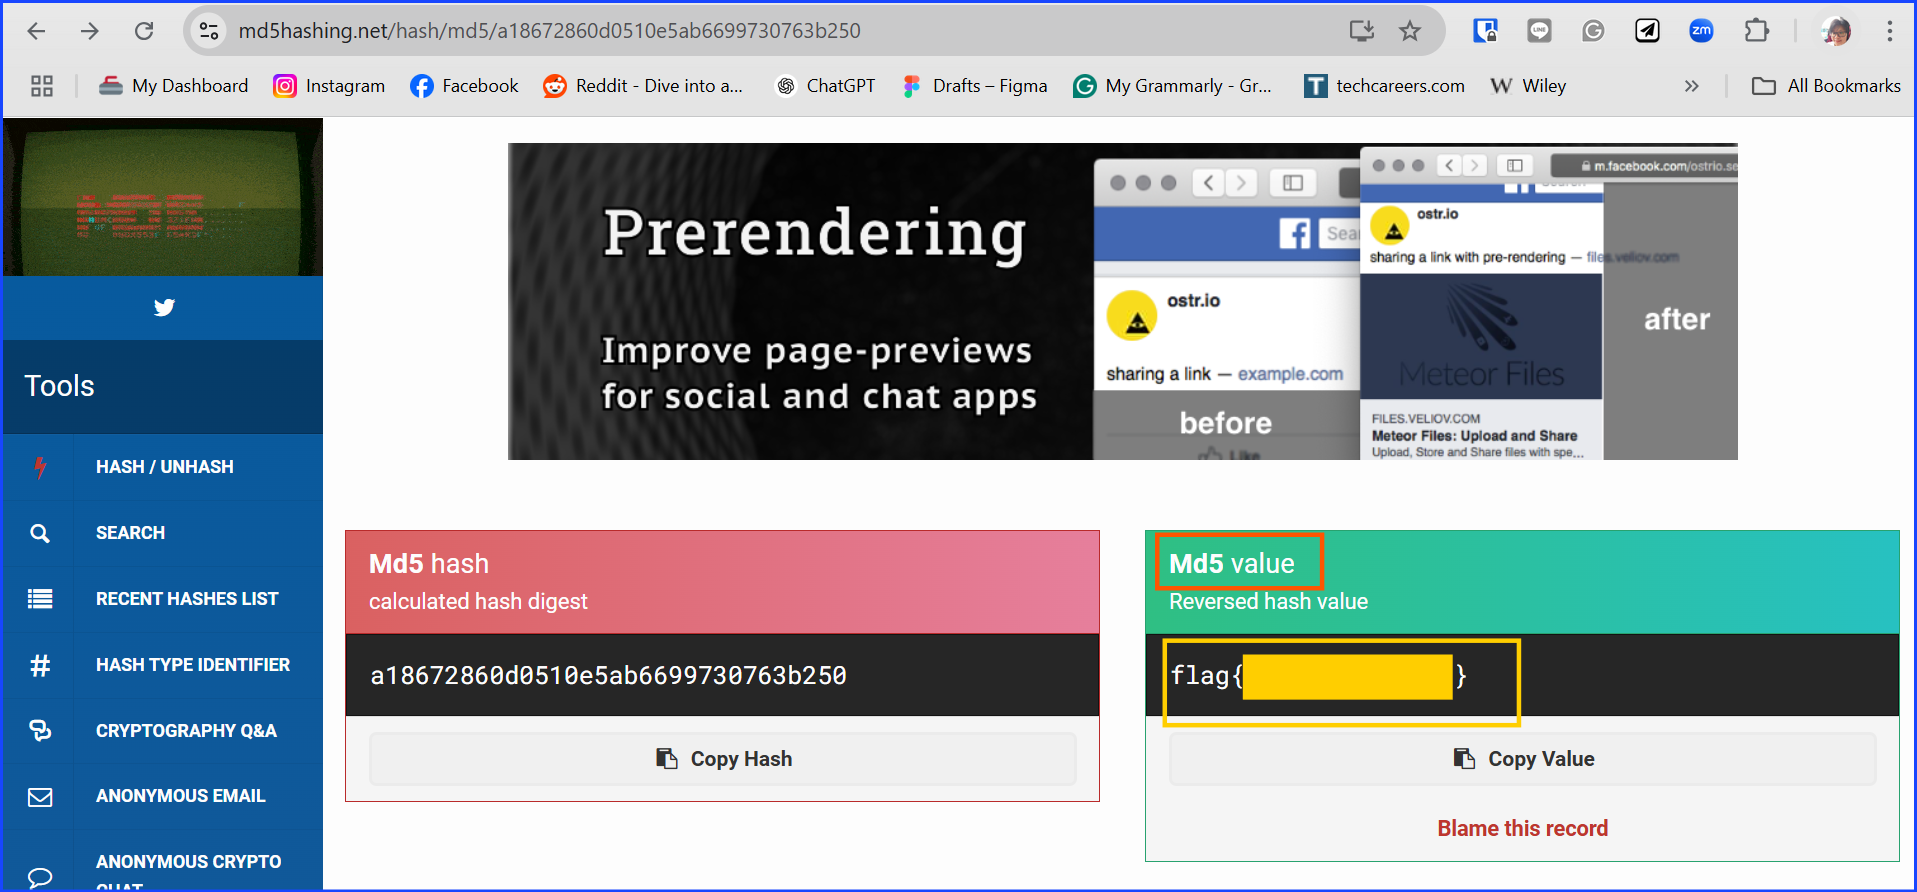 md5hashing.net/hash/md5/a18672860d0510e5ab6699730763b250
zm
My Dashboard
Instagram
Facebook
Reddit - Dive into a...
ChatGPT
Drafts – Figma
My Grammarly - Gr...
techcareers.com
W Wiley
»
All Bookmarks
Prerendering
Improve page-previews
for social and chat apps
ostr.io
sharing a link — example.com
before
Like
m.facebook.com/ostrio.se
ostr.io
sharing a link with pre-rendering — files.veliov.com
Meteor Files
FILES.VELIOV.COM
Meteor Files: Upload and Share
Upload, Store and Share files with spe...
after
Tools
HASH / UNHASH
SEARCH
RECENT HASHES LIST
HASH TYPE IDENTIFIER
CRYPTOGRAPHY Q&A
ANONYMOUS EMAIL
ANONYMOUS CRYPTO
CHAT
Md5 hash
calculated hash digest
a18672860d0510e5ab6699730763b250
Copy Hash
Md5 value
Reversed hash value
flag{ }
Copy Value
Blame this record